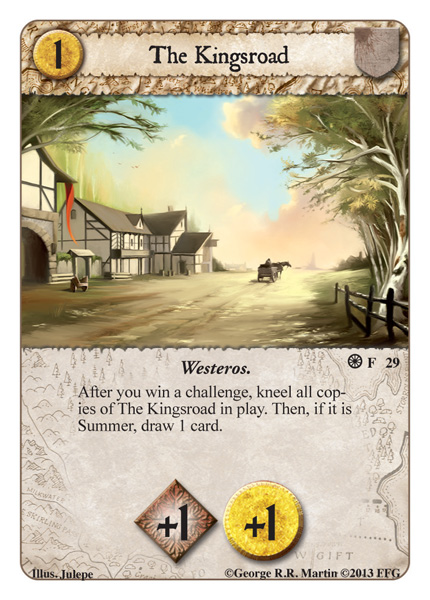 1
The Kingsroad
F 29
Westeros.
After you win a challenge, kneel all cop-
ies of The Kingsroad in play. Then, if it is
Summer, draw 1 card.
+1 +1
W GIFT
Illus. Julepe ©George R.R. Martin ©2013 FFG